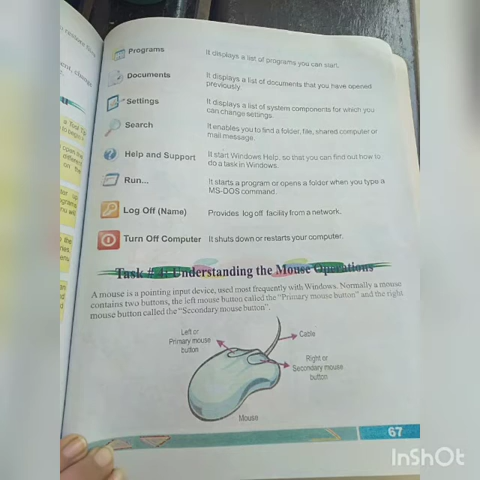 Programs
It displays a list of programs you can start.
Documents
It displays a list of documents that you have opened
previously
Settings
It displays a list of system components for which you
can change settings.
Search
It enables you to find a folder, file, shared computer or
mail message.
Help and Support
It start Windows Help, so that you can find out how to
do a task in Windows.
Run...
It starts a program or opens a folder when you type a
MS-DOS command.
Log Off (Name)
Provides log off facility from a network.
Turn Off Computer
It shuts down or restarts your computer.
Task # 4: Understanding the Mouse Operations
A mouse is a pointing input device, used most frequently with Windows. Normally a mouse
contains two buttons, the left mouse button called the "Primary mouse button" and the right
mouse button called the "Secondary mouse button".
Left or
Primary mouse
button
Cable
Right or
Secondary mouse
button
Mouse
67
InShOt